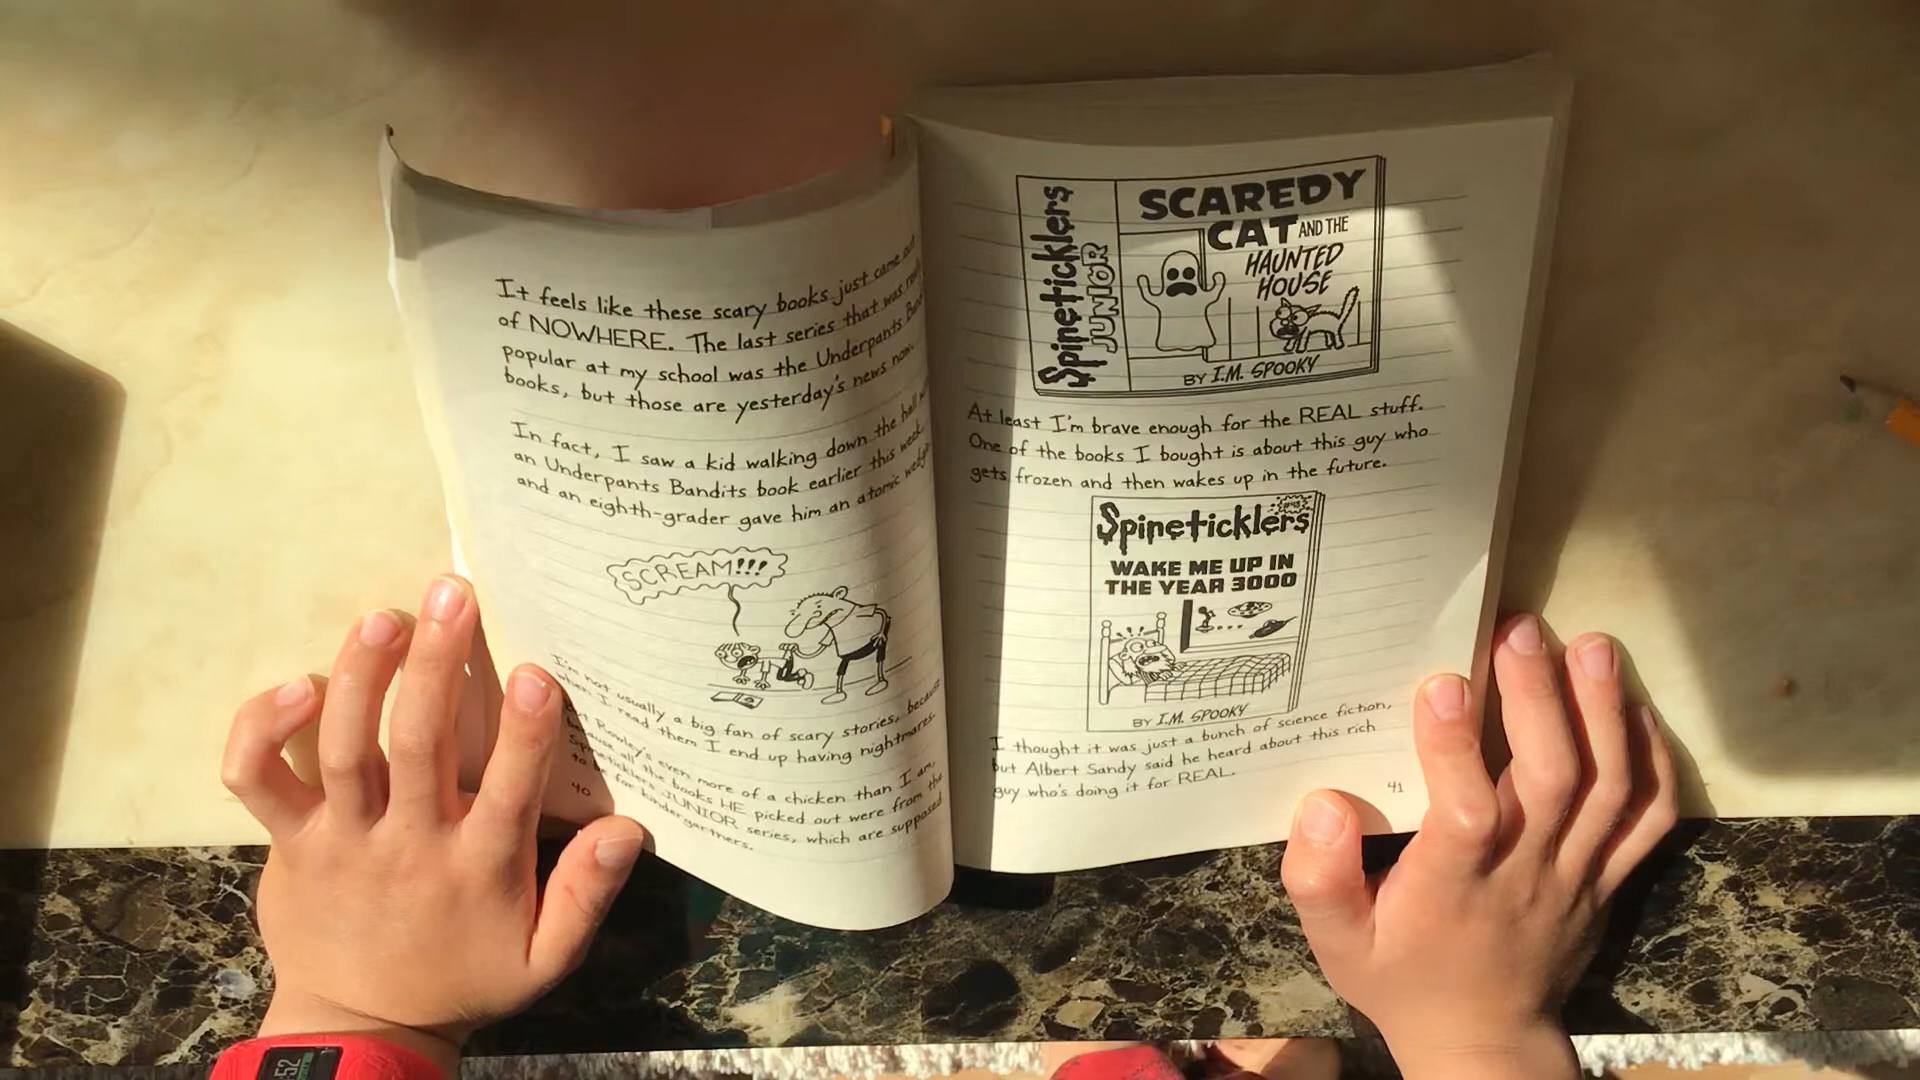 It feels like these scary books just came out
of NOWHERE. The last series that was really
popular at my school was the Underpants Bandits
books, but those are yesterday's news now.
In fact, I saw a kid walking down the hall with
an Underpants Bandits book earlier this week,
and an eighth-grader gave him an atomic wedgie.
SCREAM!!!
I'm not usually a big fan of scary stories, because
when I read them I end up having nightmares.
But Rowley's even more of a chicken than I am,
because all the books HE picked out were from the
Spineticklers JUNIOR series, which are supposed
to be for kindergartners.
40
Spineticklers
JUNIOR
SCAREDY
CAT AND THE
HAUNTED
HOUSE
BY I.M. SPOOKY
At least I'm brave enough for the REAL stuff.
One of the books I bought is about this guy who
gets frozen and then wakes up in the future.
Spineticklers
WAKE ME UP IN
THE YEAR 3000
BY I.M. SPOOKY
I thought it was just a bunch of science fiction,
but Albert Sandy said he heard about this rich
guy who's doing it for REAL.
41
:52